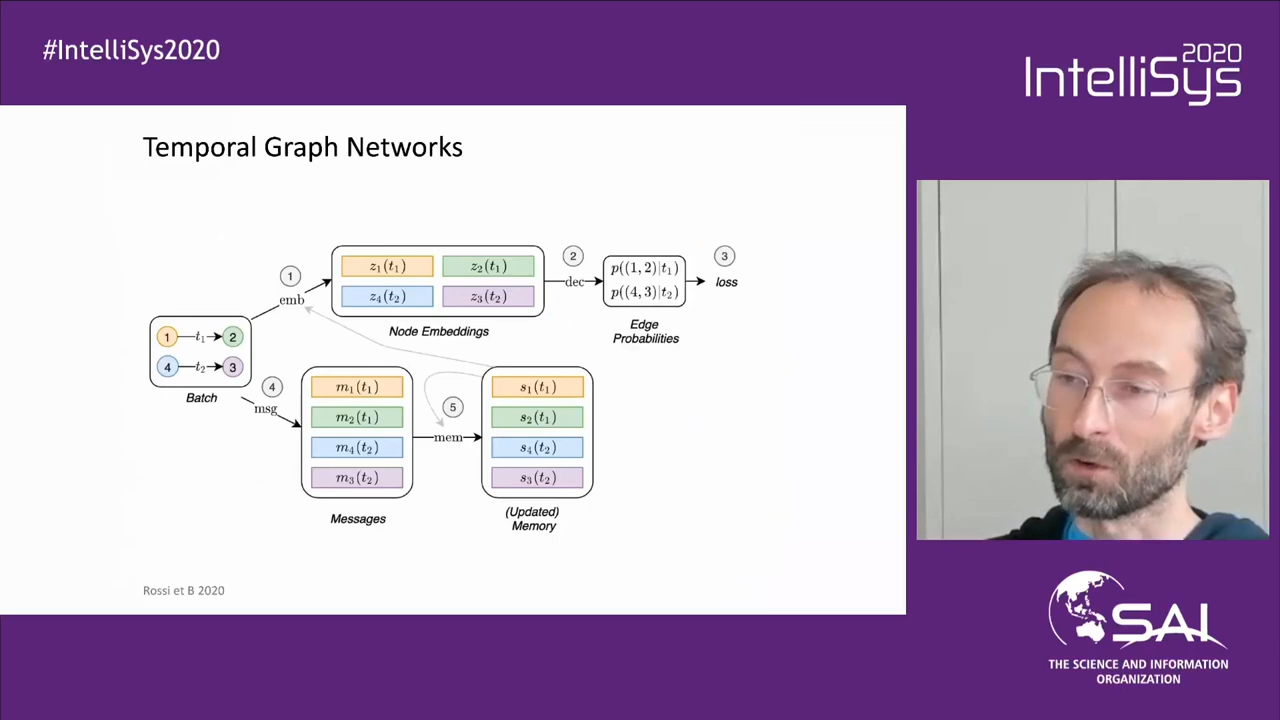 #IntelliSys2020
2020
IntelliSys
Temporal Graph Networks
1
emb
z₁(t₁)
z₂(t₁)
z₄(t₂)
z₃(t₂)
Node Embeddings
2
dec
p((1, 2)|t₁)
p((4, 3)|t₂)
Edge
Probabilities
3
loss
1 t₁ 2
4 t₂ 3
Batch
4
msg
m₁(t₁)
m₂(t₁)
m₄(t₂)
m₃(t₂)
Messages
5
mem
s₁(t₁)
s₂(t₁)
s₄(t₂)
s₃(t₂)
(Updated)
Memory
Rossi et B 2020
SAI
THE SCIENCE AND INFORMATION
ORGANIZATION